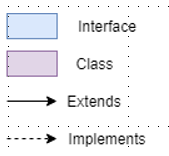 Interface
Class
Extends
Implements